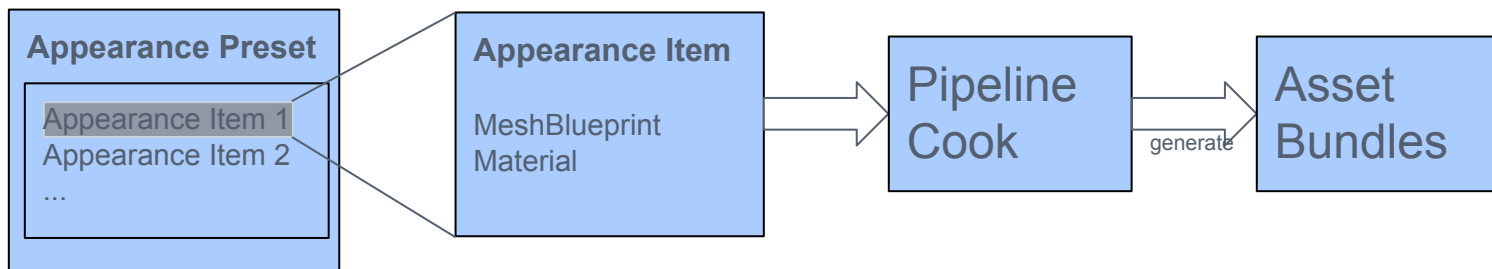 Appearance Preset
Appearance Item 1
Appearance Item 2
...
Appearance Item
MeshBlueprint
Material
Pipeline
Cook
generate
Asset
Bundles